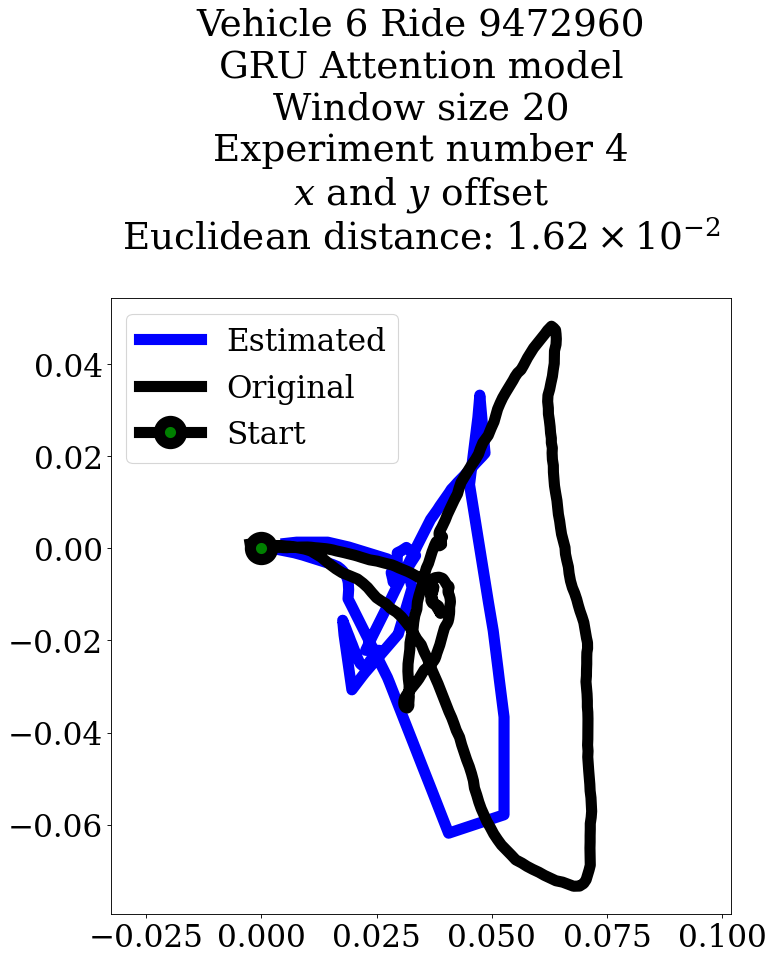 Vehicle 6 Ride 9472960
GRU Attention model
Window size 20
Experiment number 4
x and y offset
Euclidean distance: 1.62 × 10⁻²
Estimated
Original
Start
0.04
0.02
0.00
−0.02
−0.04
−0.06
−0.025 0.000 0.025 0.050 0.075 0.100